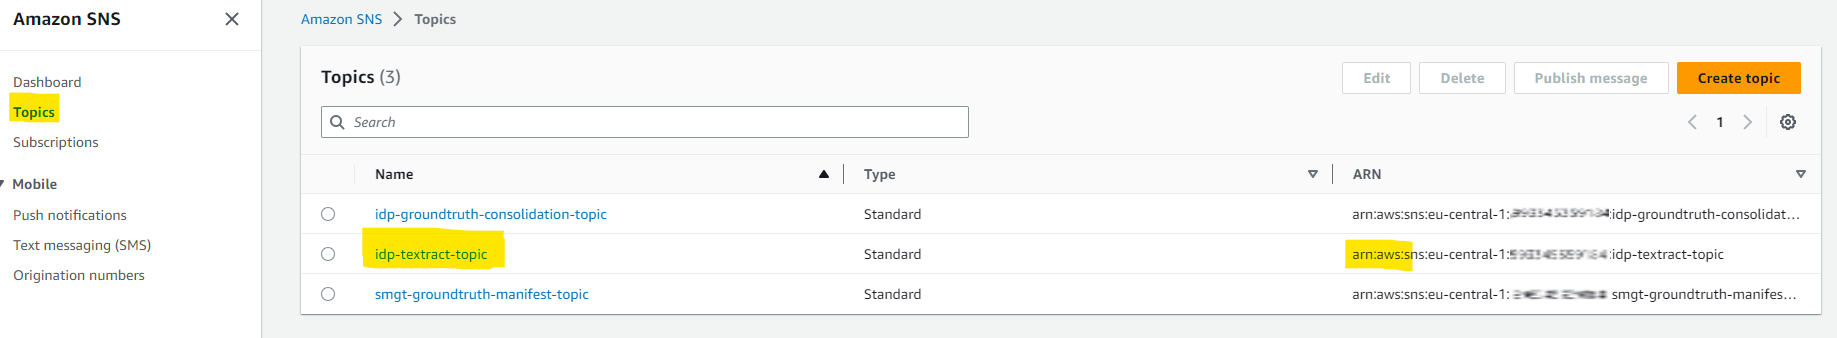 Amazon SNS
Dashboard
Topics
Subscriptions
Mobile
Push notifications
Text messaging (SMS)
Origination numbers
Amazon SNS > Topics
Topics (3)
Edit
Delete
Publish message
Create topic
Search
1
Name Type ARN
idp-groundtruth-consolidation-topic Standard arn:aws:sns:eu-central-1: :idp-groundtruth-consolidat...
idp-textract-topic Standard arn:aws:sns:eu-central-1: :idp-textract-topic
smgt-groundtruth-manifest-topic Standard arn:aws:sns:eu-central-1: smgt-groundtruth-manifes...